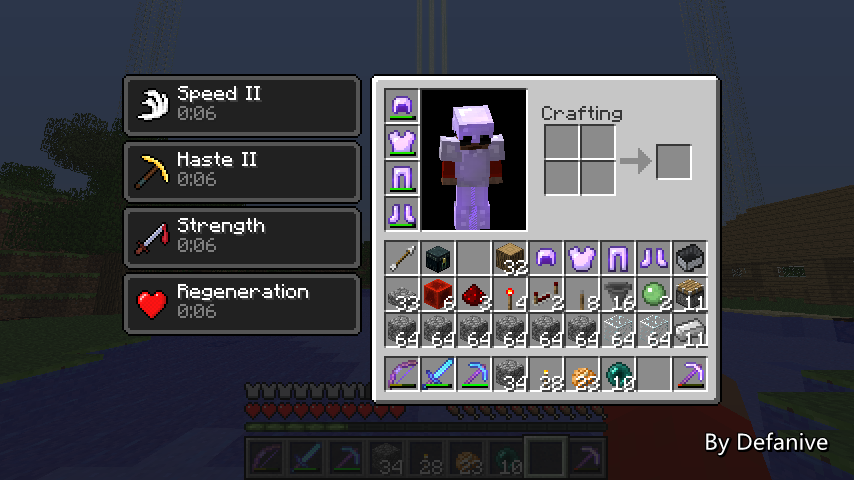 Speed II
0:06
Haste II
0:06
Strength
0:06
Regeneration
0:06
Crafting
32
33 6 3 4 2 8 16 2 11
64 64 64 64 64 64 64 64 11
34 28 23 10
34 28 23 10
By Defanive